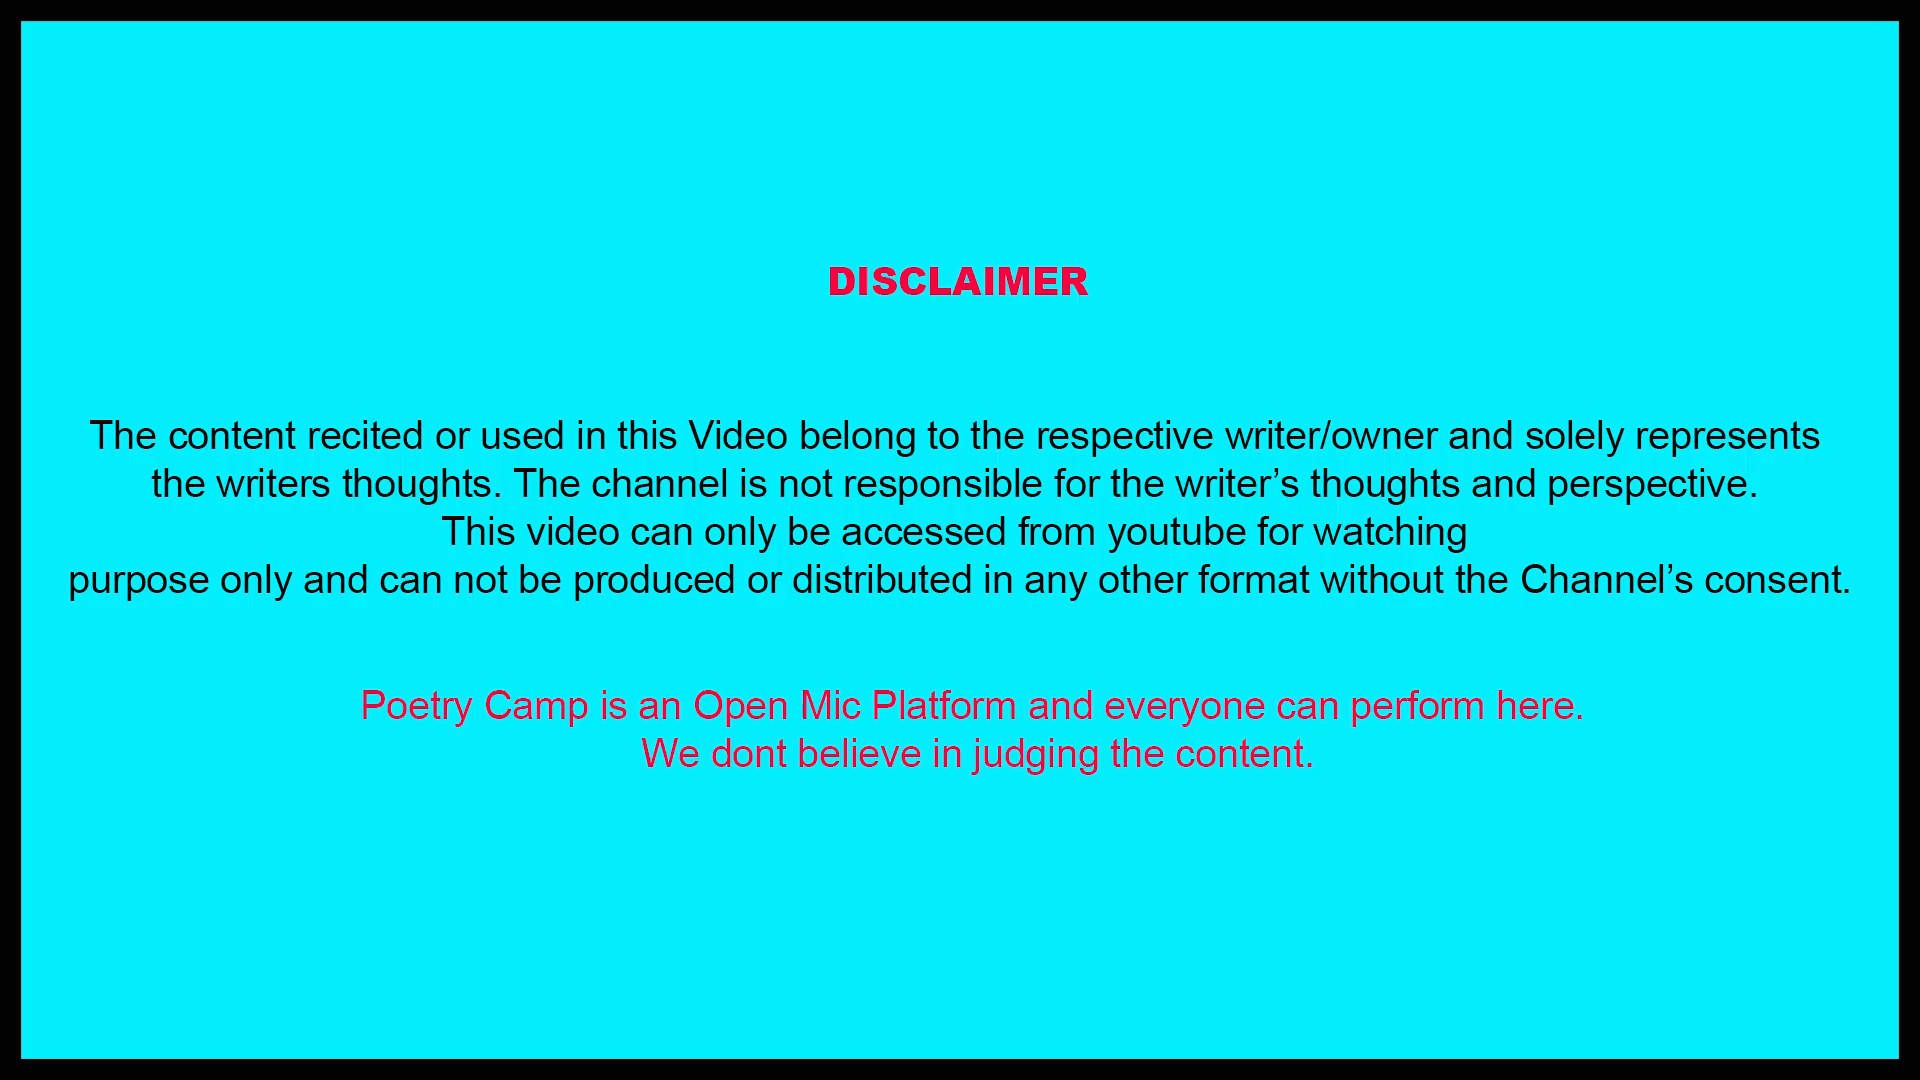 DISCLAIMER
The content recited or used in this Video belong to the respective writer/owner and solely represents
the writers thoughts. The channel is not responsible for the writer’s thoughts and perspective.
This video can only be accessed from youtube for watching
purpose only and can not be produced or distributed in any other format without the Channel’s consent.
Poetry Camp is an Open Mic Platform and everyone can perform here.
We dont believe in judging the content.